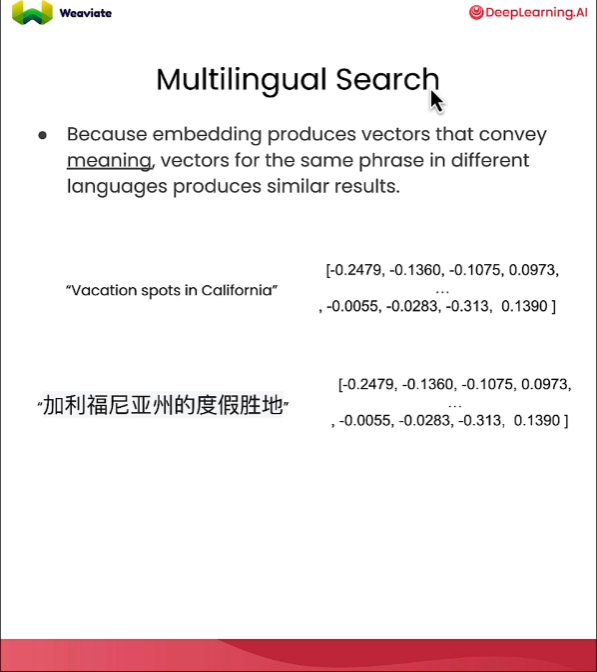 Weaviate
DeepLearning.AI
Multilingual Search
● Because embedding produces vectors that convey
meaning, vectors for the same phrase in different
languages produces similar results.
“Vacation spots in California”
[-0.2479, -0.1360, -0.1075, 0.0973,
...
, -0.0055, -0.0283, -0.313, 0.1390 ]
“加利福尼亚州的度假胜地”
[-0.2479, -0.1360, -0.1075, 0.0973,
...
, -0.0055, -0.0283, -0.313, 0.1390 ]